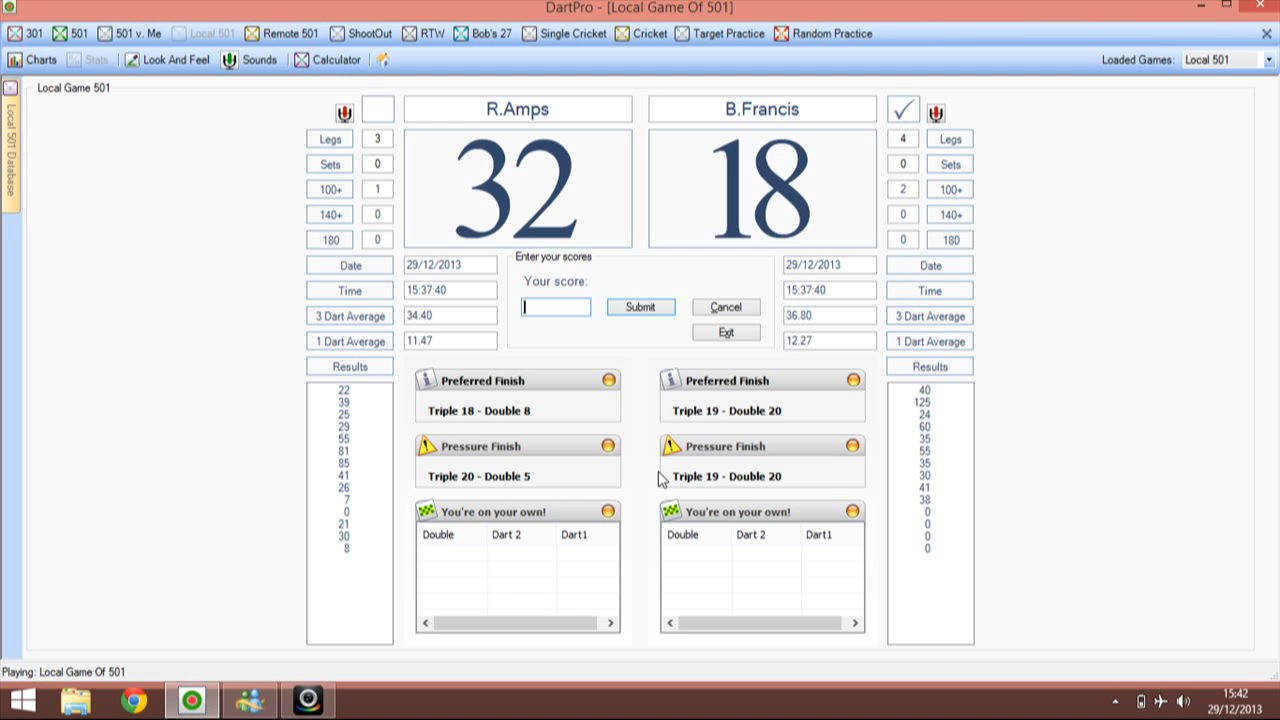 DartPro - [Local Game Of 501]
301 501 501 v. Me Local 501 Remote 501 ShootOut RTW Bob's 27 Single Cricket Cricket Target Practice Random Practice
Charts Stats Look And Feel Sounds Calculator Loaded Games: Local 501
Local 501 Database
Local Game 501
R.Amps B.Francis
32 18
Legs 3 4 Legs
Sets 0 0 Sets
100+ 1 2 100+
140+ 0 0 140+
180 0 0 180
Enter your scores
Date 29/12/2013 29/12/2013 Date
Your score:
Time 15:37:40 15:37:40 Time
Submit Cancel
3 Dart Average 34.40 36.80 3 Dart Average
Exit
1 Dart Average 11.47 12.27 1 Dart Average
Results Results
22
39
25
29
55
81
85
41
26
7
0
21
30
8
Preferred Finish
Triple 18 - Double 8
Pressure Finish
Triple 20 - Double 5
You're on your own!
Double Dart 2 Dart1
Preferred Finish
Triple 19 - Double 20
Pressure Finish
Triple 19 - Double 20
You're on your own!
Double Dart 2 Dart1
40
125
24
60
35
55
35
30
41
38
0
0
0
0
Playing: Local Game Of 501
15:42
29/12/2013